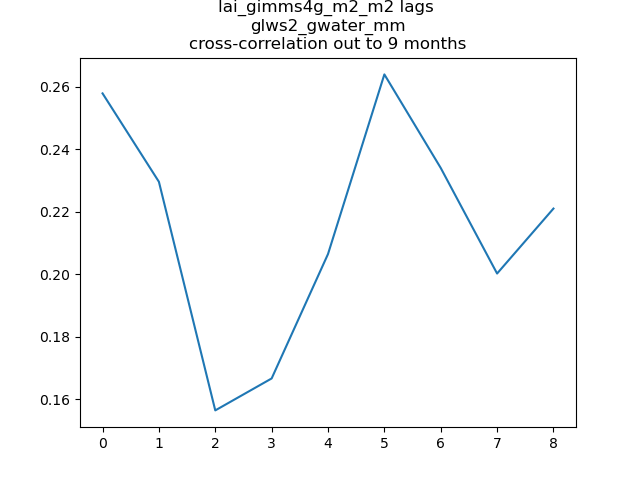 lai_gimms4g_m2_m2 lags
glws2_gwater_mm
cross-correlation out to 9 months
0.26
0.24
0.22
0.20
0.18
0.16
0 1 2 3 4 5 6 7 8